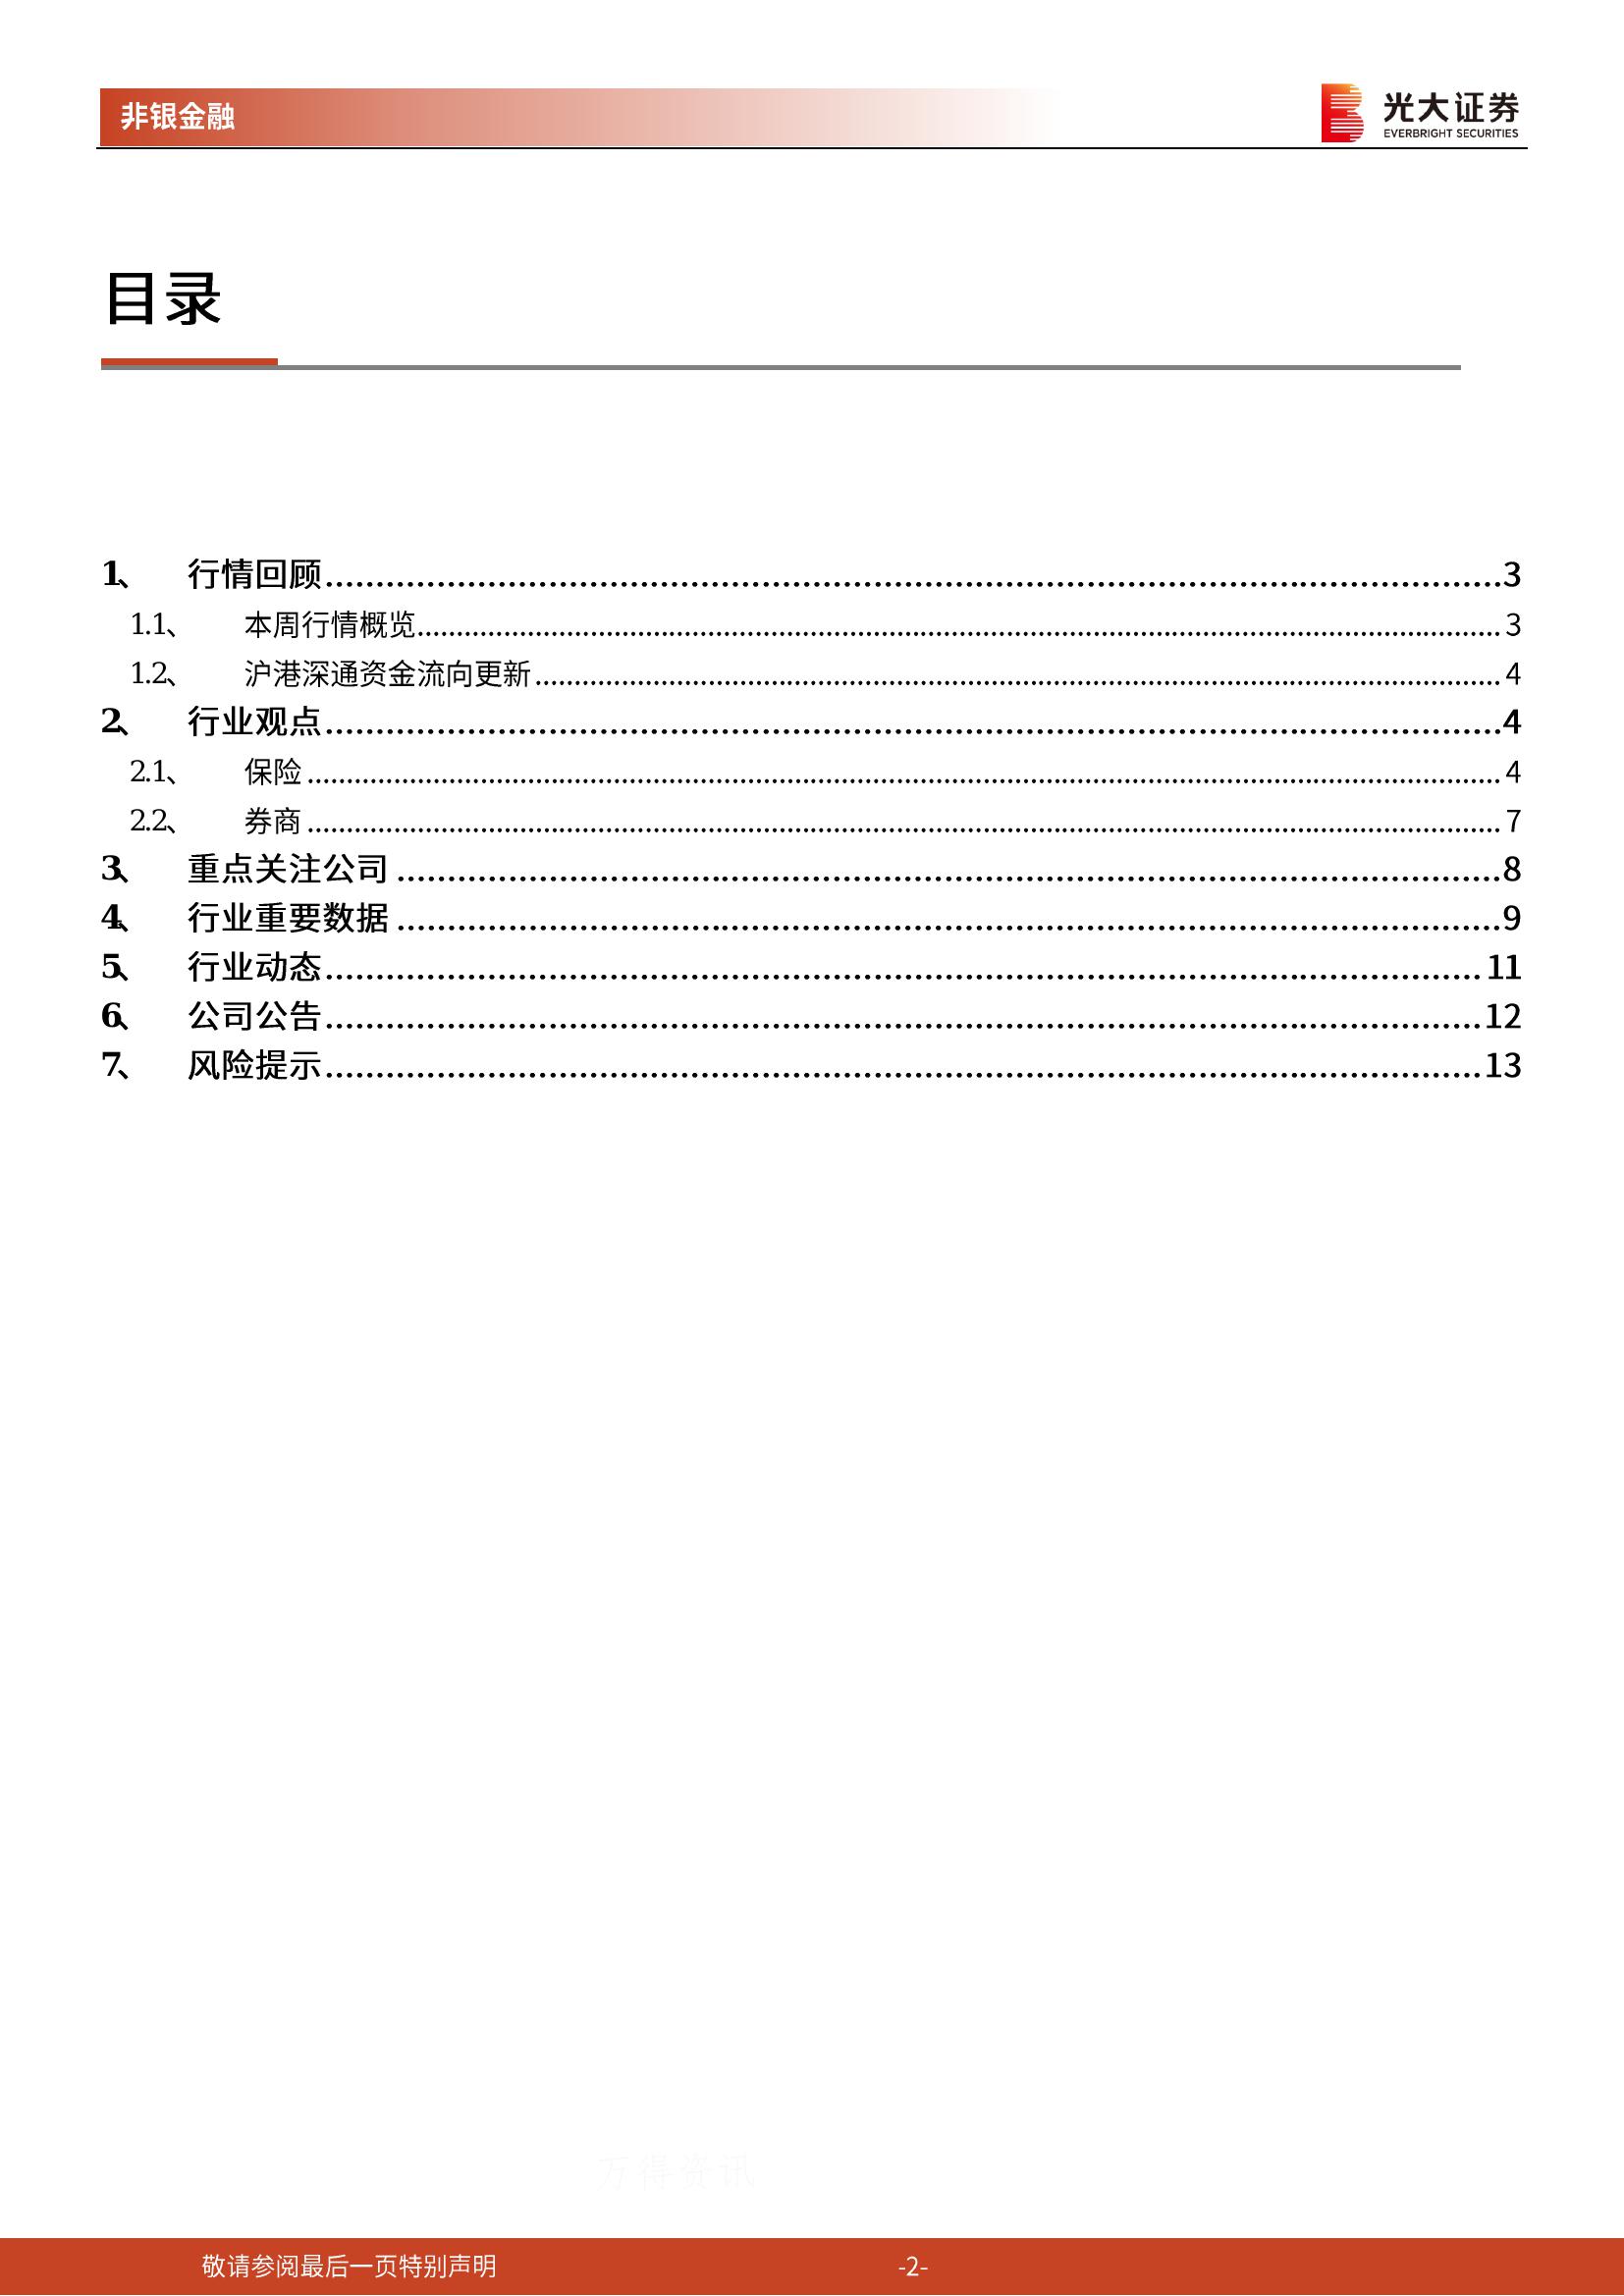 非银金融
光大证券
EVERBRIGHT SECURITIES
目录
1、 行情回顾 3
1.1、 本周行情概览 3
1.2、 沪港深通资金流向更新 4
2、 行业观点 4
2.1、 保险 4
2.2、 券商 7
3、 重点关注公司 8
4、 行业重要数据 9
5、 行业动态 11
6、 公司公告 12
7、 风险提示 13
万得资讯
敬请参阅最后一页特别声明 -2-